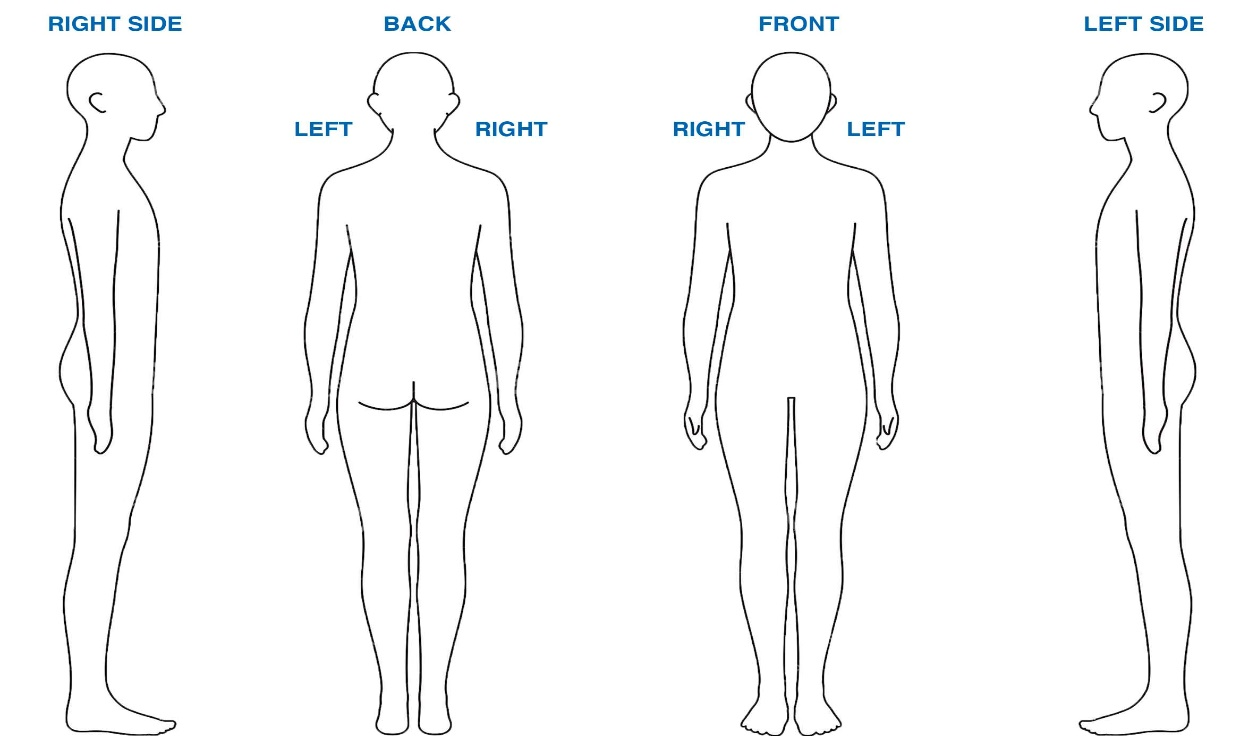 RIGHT SIDE
BACK
FRONT
LEFT SIDE
LEFT
RIGHT
RIGHT
LEFT